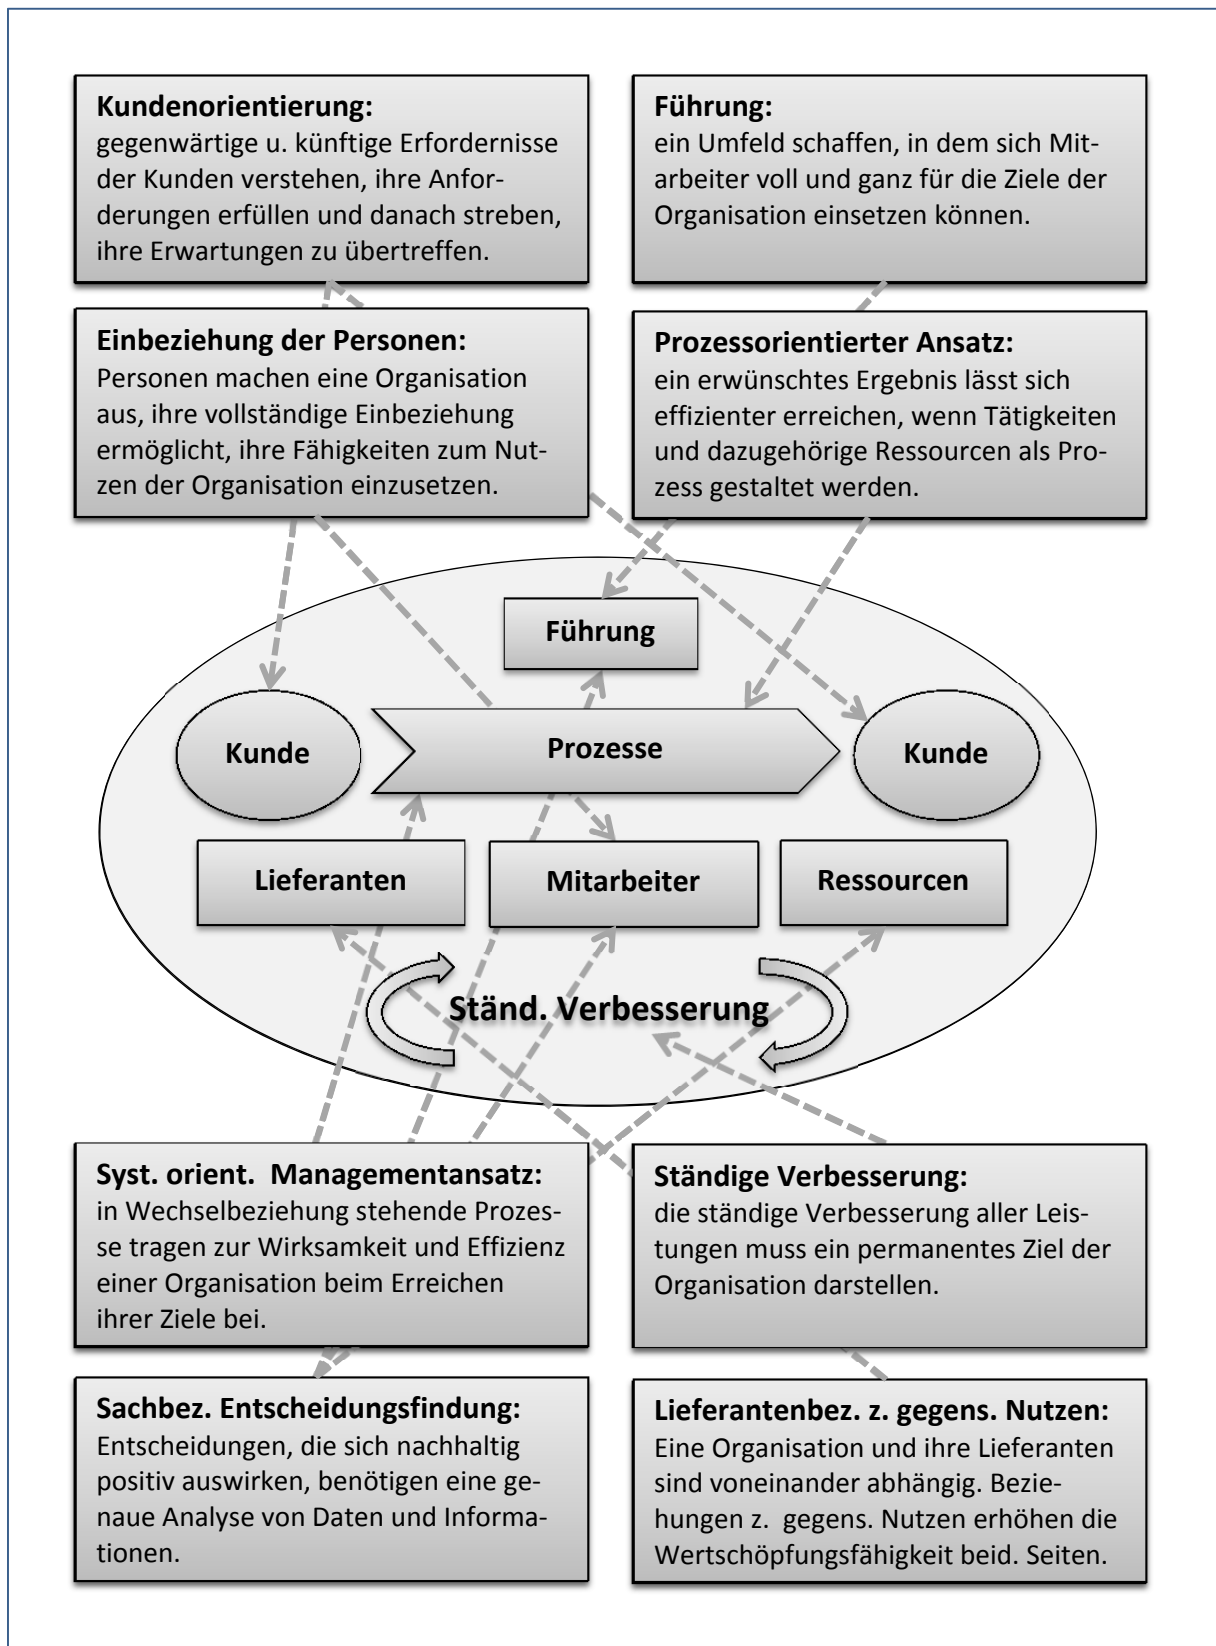 Kundenorientierung:
gegenwärtige u. künftige Erfordernisse
der Kunden verstehen, ihre Anfor-
derungen erfüllen und danach streben,
ihre Erwartungen zu übertreffen.
Führung:
ein Umfeld schaffen, in dem sich Mit-
arbeiter voll und ganz für die Ziele der
Organisation einsetzen können.
Einbeziehung der Personen:
Personen machen eine Organisation
aus, ihre vollständige Einbeziehung
ermöglicht, ihre Fähigkeiten zum Nut-
zen der Organisation einzusetzen.
Prozessorientierter Ansatz:
ein erwünschtes Ergebnis lässt sich
effizienter erreichen, wenn Tätigkeiten
und dazugehörige Ressourcen als Pro-
zess gestaltet werden.
Führung
Kunde
Prozesse
Kunde
Lieferanten
Mitarbeiter
Ressourcen
Ständ. Verbesserung
Syst. orient.  Managementansatz:
in Wechselbeziehung stehende Prozes-
se tragen zur Wirksamkeit und Effizienz
einer Organisation beim Erreichen
ihrer Ziele bei.
Ständige Verbesserung:
die ständige Verbesserung aller Leis-
tungen muss ein permanentes Ziel der
Organisation darstellen.
Sachbez. Entscheidungsfindung:
Entscheidungen, die sich nachhaltig
positiv auswirken, benötigen eine ge-
naue Analyse von Daten und Informa-
tionen.
Lieferantenbez. z. gegens. Nutzen:
Eine Organisation und ihre Lieferanten
sind voneinander abhängig. Bezie-
hungen z.  gegens. Nutzen erhöhen die
Wertschöpfungsfähigkeit beid. Seiten.